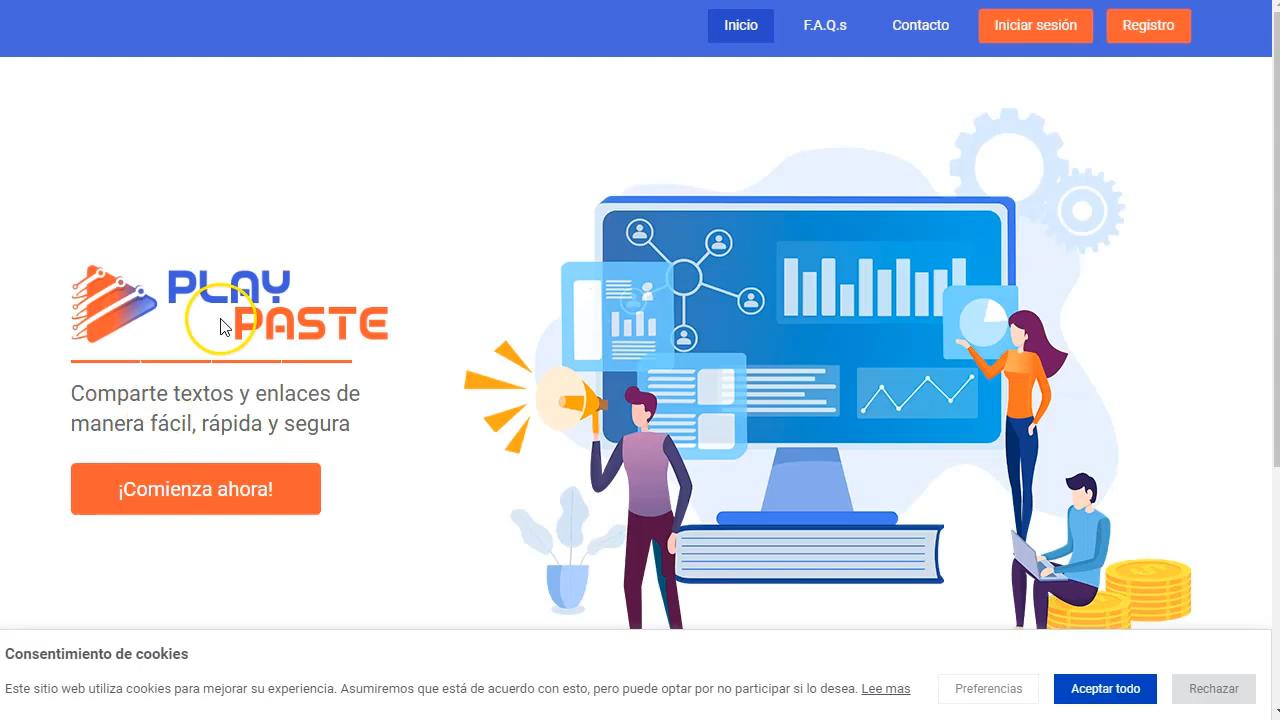 Inicio
F.A.Q.s
Contacto
Iniciar sesión
Registro
PLAY
PASTE
Comparte textos y enlaces de
manera fácil, rápida y segura
¡Comienza ahora!
Consentimiento de cookies
Este sitio web utiliza cookies para mejorar su experiencia. Asumiremos que está de acuerdo con esto, pero puede optar por no participar si lo desea. Lee mas
Preferencias
Aceptar todo
Rechazar